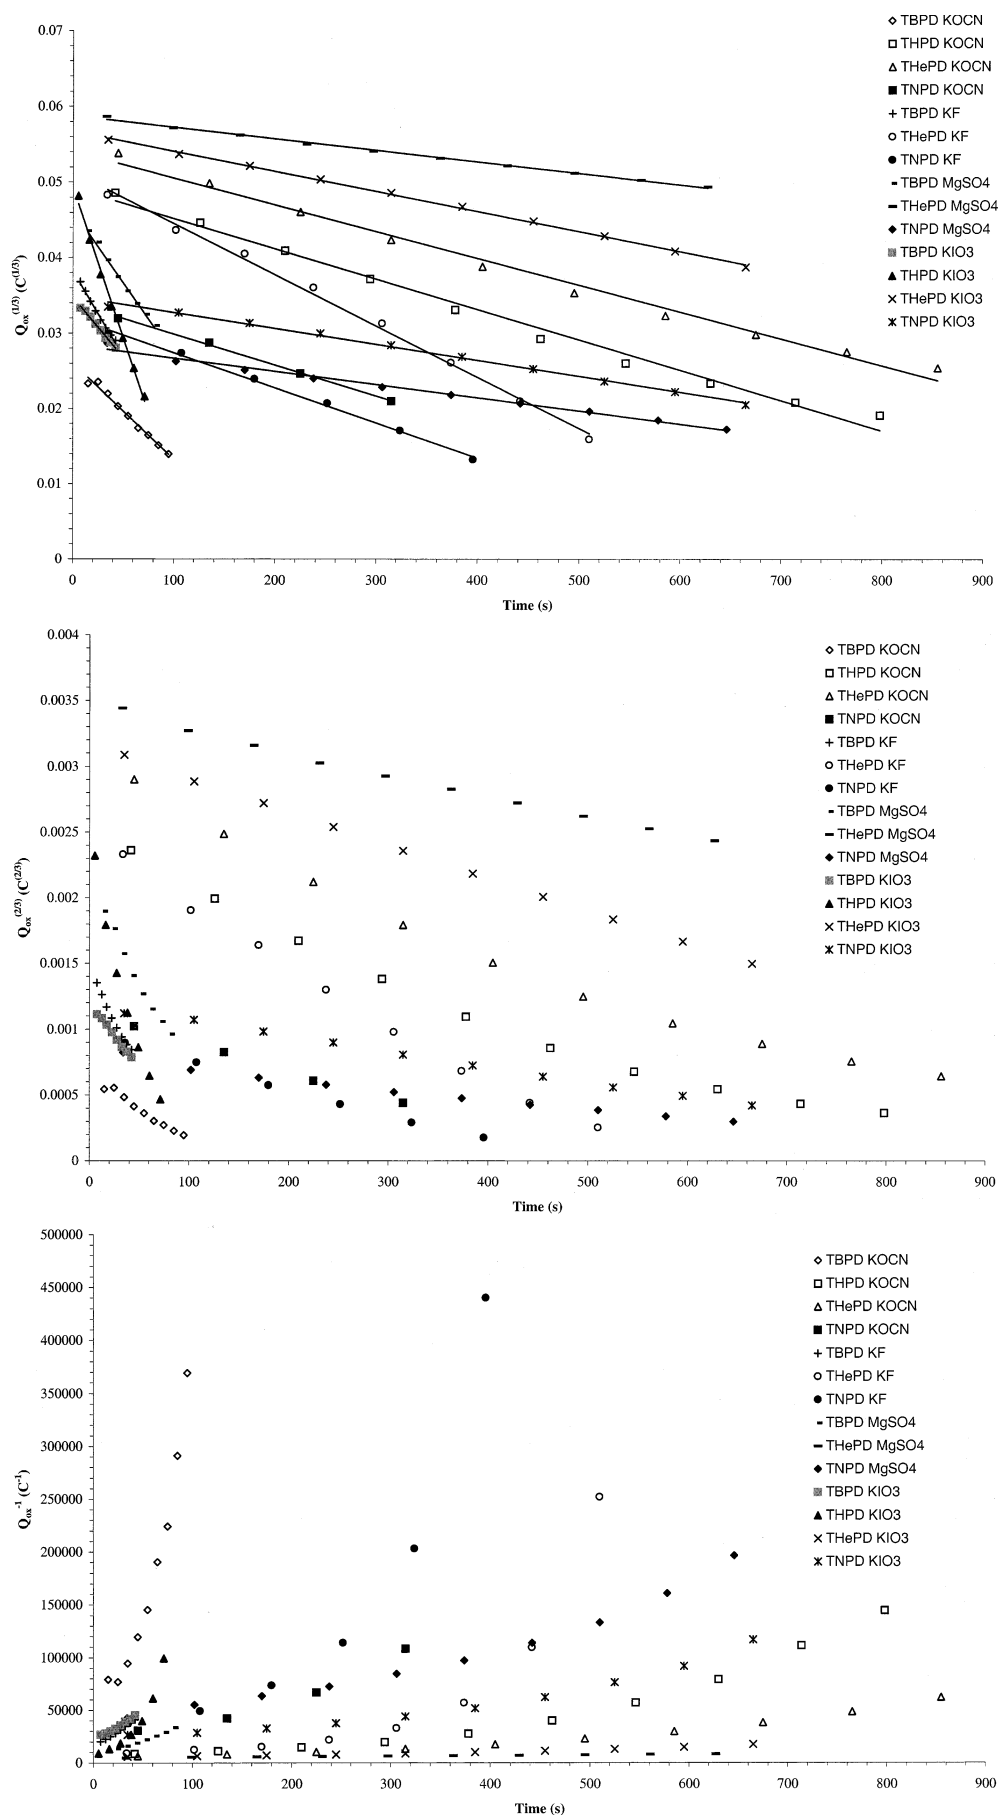 0.07
0.06
0.05
0.04
0.03
0.02
0.01
0
Qox(1/3) (C(1/3))
0 100 200 300 400 500 600 700 800 900
Time (s)
TBPD KOCN
THPD KOCN
THePD KOCN
TNPD KOCN
TBPD KF
THePD KF
TNPD KF
TBPD MgSO4
THePD MgSO4
TNPD MgSO4
TBPD KIO3
THPD KIO3
THePD KIO3
TNPD KIO3
0.004
0.0035
0.003
0.0025
0.002
0.0015
0.001
0.0005
0
Qox(2/3) (C(2/3))
0 100 200 300 400 500 600 700 800 900
Time (s)
TBPD KOCN
THPD KOCN
THePD KOCN
TNPD KOCN
TBPD KF
THePD KF
TNPD KF
TBPD MgSO4
THePD MgSO4
TNPD MgSO4
TBPD KIO3
THPD KIO3
THePD KIO3
TNPD KIO3
500000
450000
400000
350000
300000
250000
200000
150000
100000
50000
0
Qox-1 (C-1)
0 100 200 300 400 500 600 700 800 900
Time (s)
TBPD KOCN
THPD KOCN
THePD KOCN
TNPD KOCN
TBPD KF
THePD KF
TNPD KF
TBPD MgSO4
THePD MgSO4
TNPD MgSO4
TBPD KIO3
THPD KIO3
THePD KIO3
TNPD KIO3